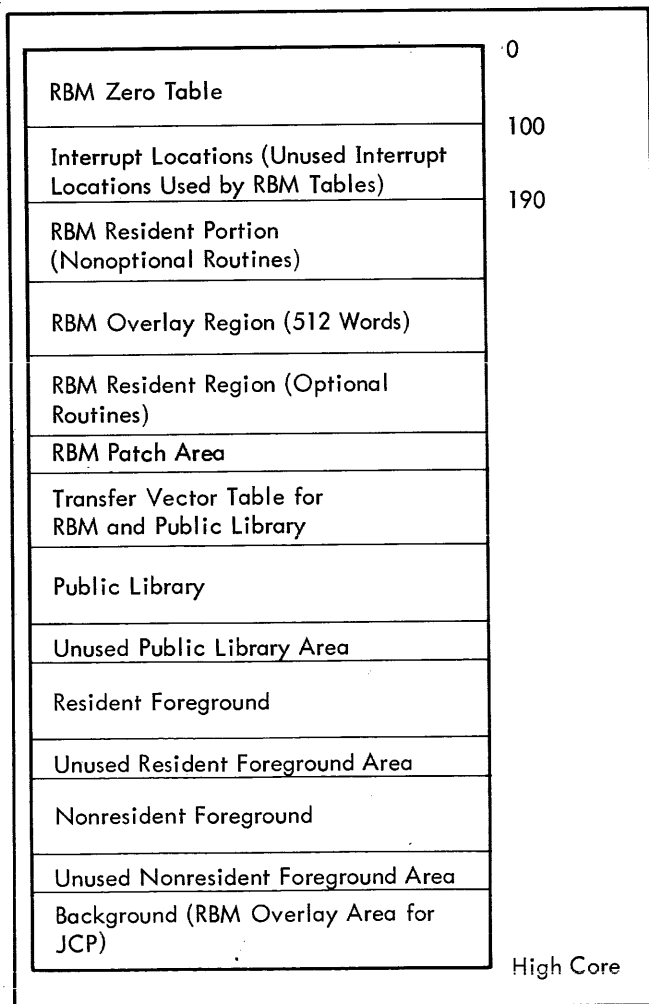 0
RBM Zero Table
100
Interrupt Locations (Unused Interrupt
Locations Used by RBM Tables)
190
RBM Resident Portion
(Nonoptional Routines)
RBM Overlay Region (512 Words)
RBM Resident Region (Optional
Routines)
RBM Patch Area
Transfer Vector Table for
RBM and Public Library
Public Library
Unused Public Library Area
Resident Foreground
Unused Resident Foreground Area
Nonresident Foreground
Unused Nonresident Foreground Area
Background (RBM Overlay Area for
JCP)
High Core